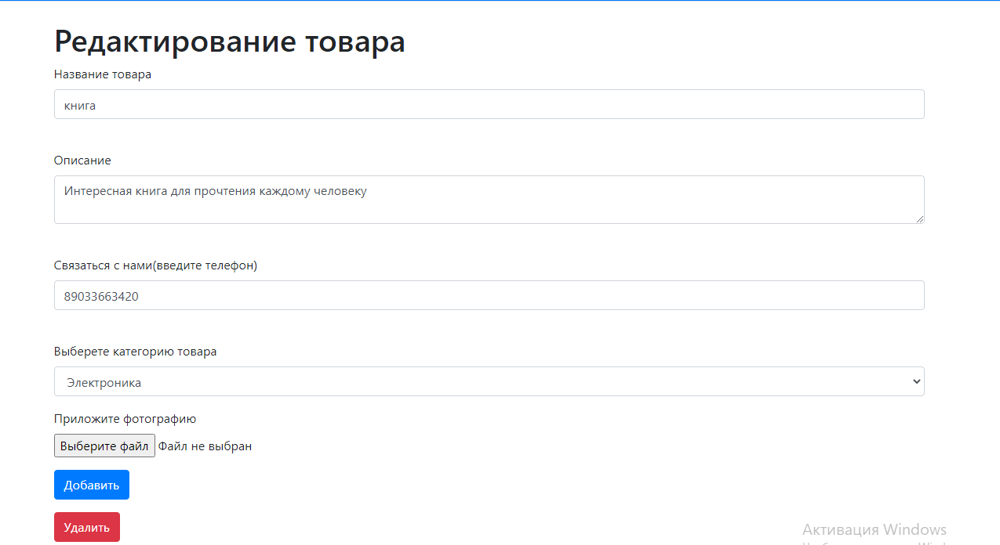 Редактирование товара
Название товара
книга
Описание
Интересная книга для прочтения каждому человеку
Связаться с нами(введите телефон)
89033663420
Выберете категорию товара
Электроника
Приложите фотографию
Выберите файл Файл не выбран
Добавить
Удалить
Активация Windows